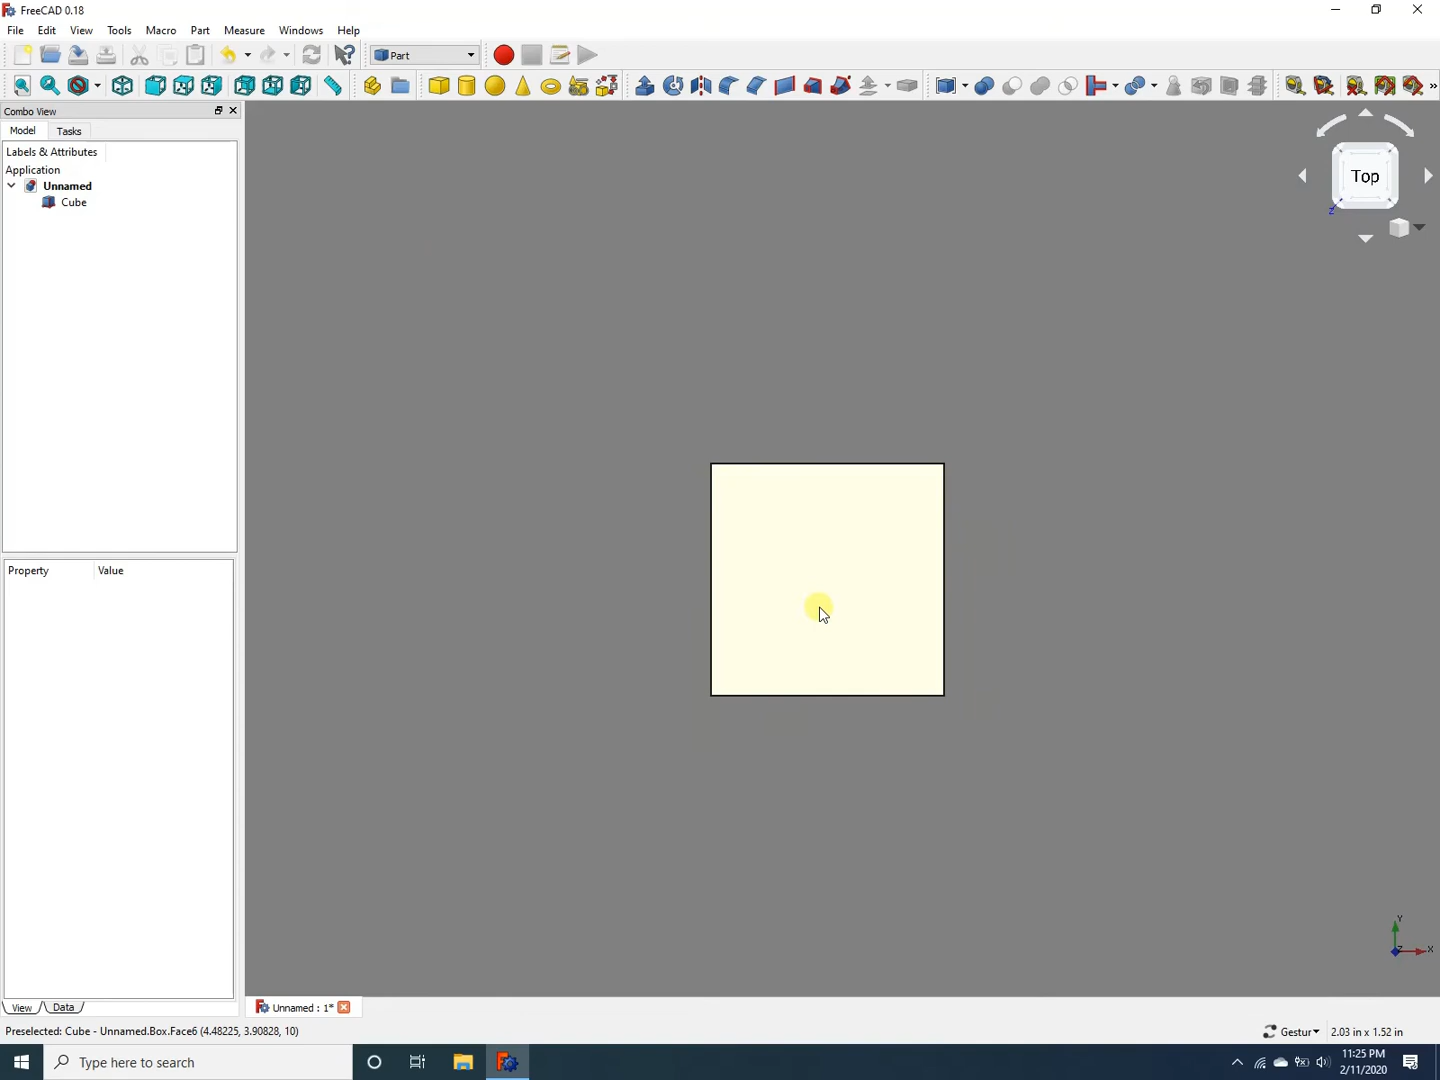 FreeCAD 0.18
File Edit View Tools Macro Part Measure Windows Help
Part
Combo View
Model Tasks
Labels & Attributes
Application
Unnamed
Cube
Top
Z
Property Value
Y
Z X
View Data
Unnamed : 1*
Preselected: Cube - Unnamed.Box.Face6 (4.48225, 3.90828, 10)
Gestur 2.03 in x 1.52 in
Type here to search
11:25 PM
2/11/2020